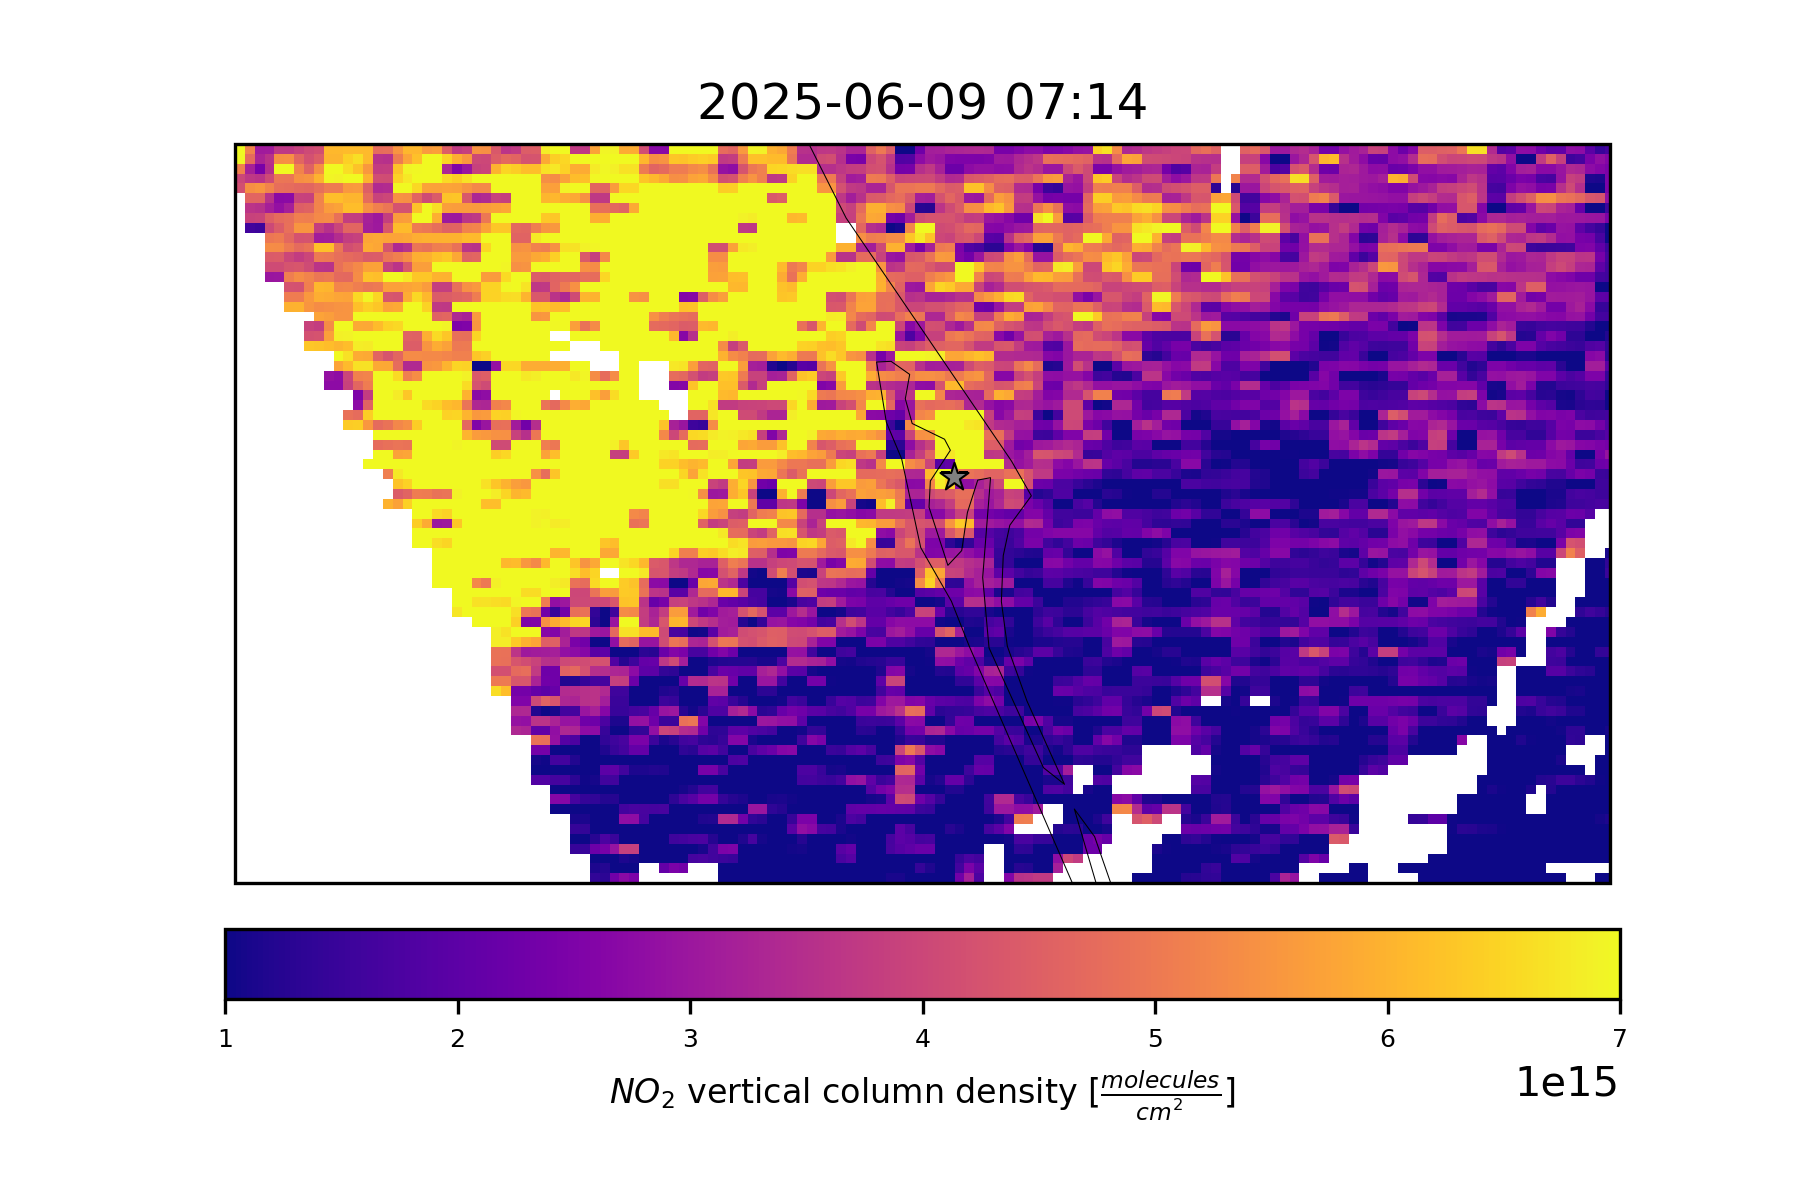 2025-06-09 07:14
1 2 3 4 5 6 7
1e15
NO₂ vertical column density [molecules/cm²]